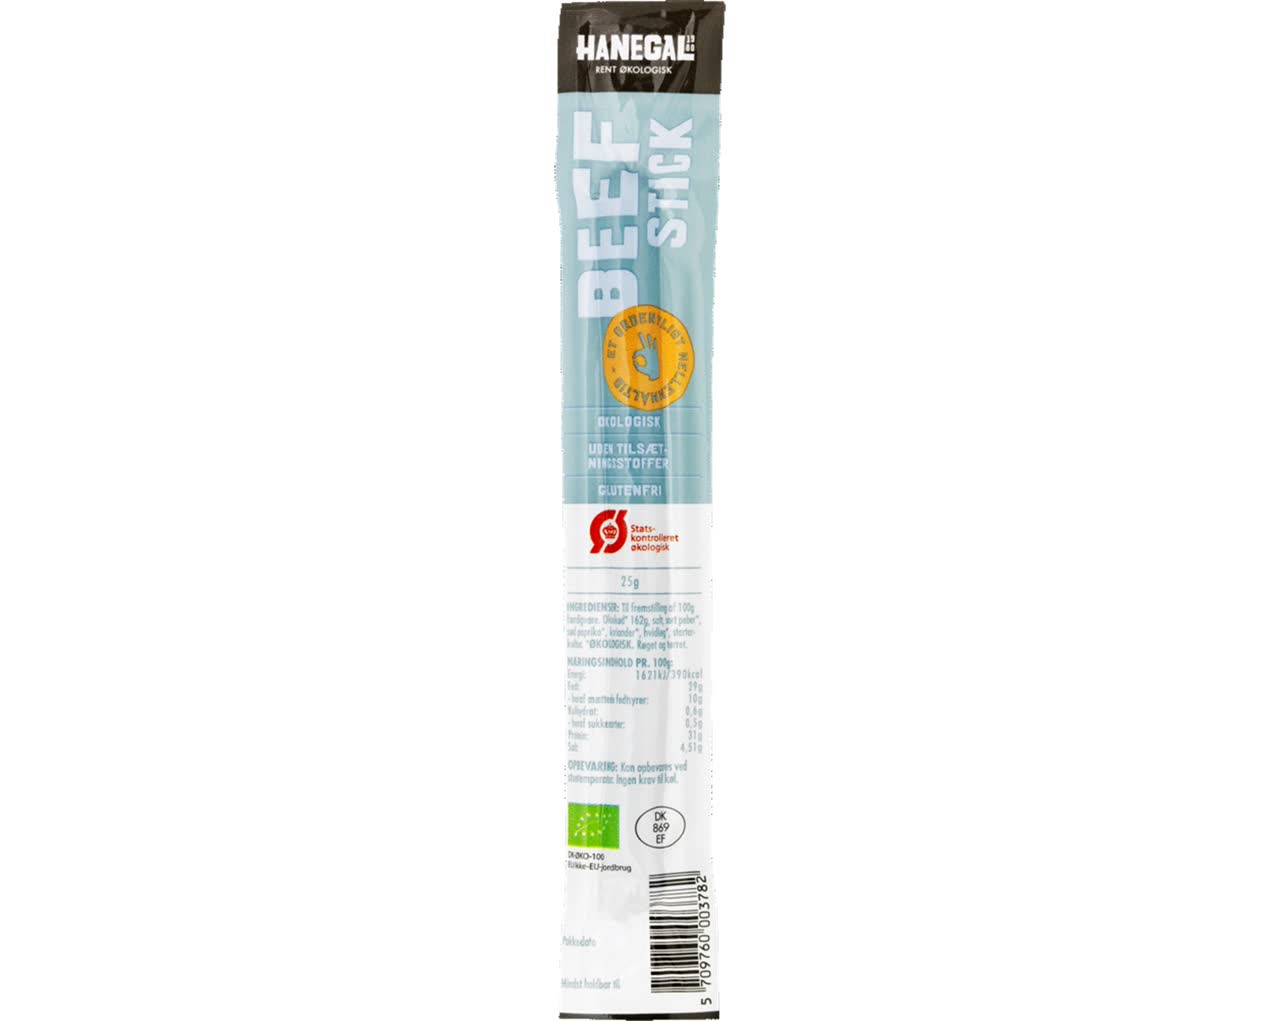 HANEGAL 1980
RENT ØKOLOGISK
BEEF
STICK
ET ORDENTLIGT MELLEMMÅLTID -
ØKOLOGISK
UDEN TILSÆT-
NINGSSTOFFER
GLUTENFRI
Stats-
kontrolleret
økologisk
25g
INGREDIENSER: Til fremstilling af 100g
færdigvare. Oksekød* 162g, salt, sort peber*,
sød paprika*, koriander*, hvidløg*, starter-
kultur. *ØKOLOGISK. Røget og tørret.
NÆRINGSINDHOLD PR. 100g:
Energi: 1621kJ/390kcal
Fedt: 29g
- heraf mættede fedtsyrer: 10g
Kulhydrat: 0,6g
- heraf sukkerarter: 0,5g
Protein: 31g
Salt: 4,51g
OPBEVARING: Kan opbevares ved
stuetemperatur. Ingen krav til køl.
DK
869
EF
DK-ØKO-100
EU/ikke-EU-jordbrug
5 709760 003782
Pakkedato
Mindst holdbar til